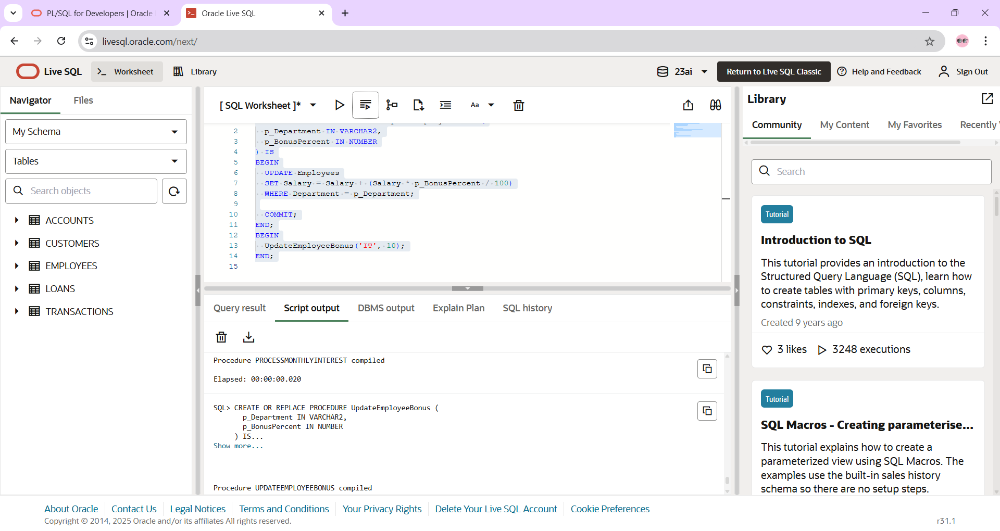 PL/SQL for Developers | Oracle
Oracle Live SQL
livesql.oracle.com/next/
Live SQL
Worksheet
Library
23ai
Return to Live SQL Classic
Help and Feedback
Sign Out
Navigator
Files
My Schema
Tables
Search objects
ACCOUNTS
CUSTOMERS
EMPLOYEES
LOANS
TRANSACTIONS
[ SQL Worksheet ]*
Aa
2 p_Department IN VARCHAR2,
3 p_BonusPercent IN NUMBER
4 ) IS
5 BEGIN
6 UPDATE Employees
7 SET Salary = Salary + (Salary * p_BonusPercent / 100)
8 WHERE Department = p_Department;
9
10 COMMIT;
11 END;
12 BEGIN
13 UpdateEmployeeBonus('IT', 10);
14 END;
15
Query result
Script output
DBMS output
Explain Plan
SQL history
Procedure PROCESSMONTHLYINTEREST compiled
Elapsed: 00:00:00.020
SQL> CREATE OR REPLACE PROCEDURE UpdateEmployeeBonus (
p_Department IN VARCHAR2,
p_BonusPercent IN NUMBER
) IS...
Show more...
Procedure UPDATEEMPLOYEEBONUS compiled
Library
Community
My Content
My Favorites
Recently
Search
Tutorial
Introduction to SQL
This tutorial provides an introduction to the
Structured Query Language (SQL), learn how
to create tables with primary keys, columns,
constraints, indexes, and foreign keys.
Created 9 years ago
3 likes
3248 executions
Tutorial
SQL Macros - Creating parameterise...
This tutorial explains how to create a
parameterized view using SQL Macros. The
examples use the built-in sales history
schema so there are no setup steps.
About Oracle
Contact Us
Legal Notices
Terms and Conditions
Your Privacy Rights
Delete Your Live SQL Account
Cookie Preferences
Copyright © 2014, 2025 Oracle and/or its affiliates All rights reserved.
r31.1